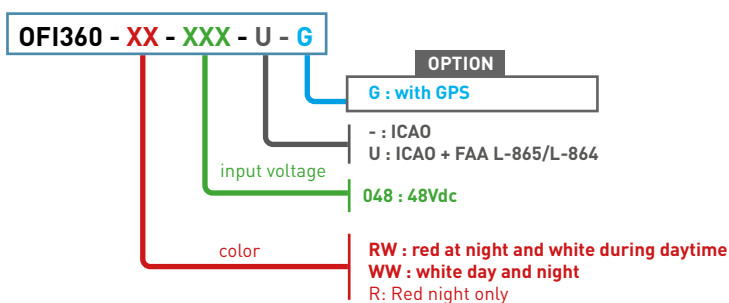 OFI360 - XX - XXX - U - G
OPTION
G : with GPS
- : ICAO
U : ICAO + FAA L-865/L-864
input voltage
048 : 48Vdc
color
RW : red at night and white during daytime
WW : white day and night
R: Red night only